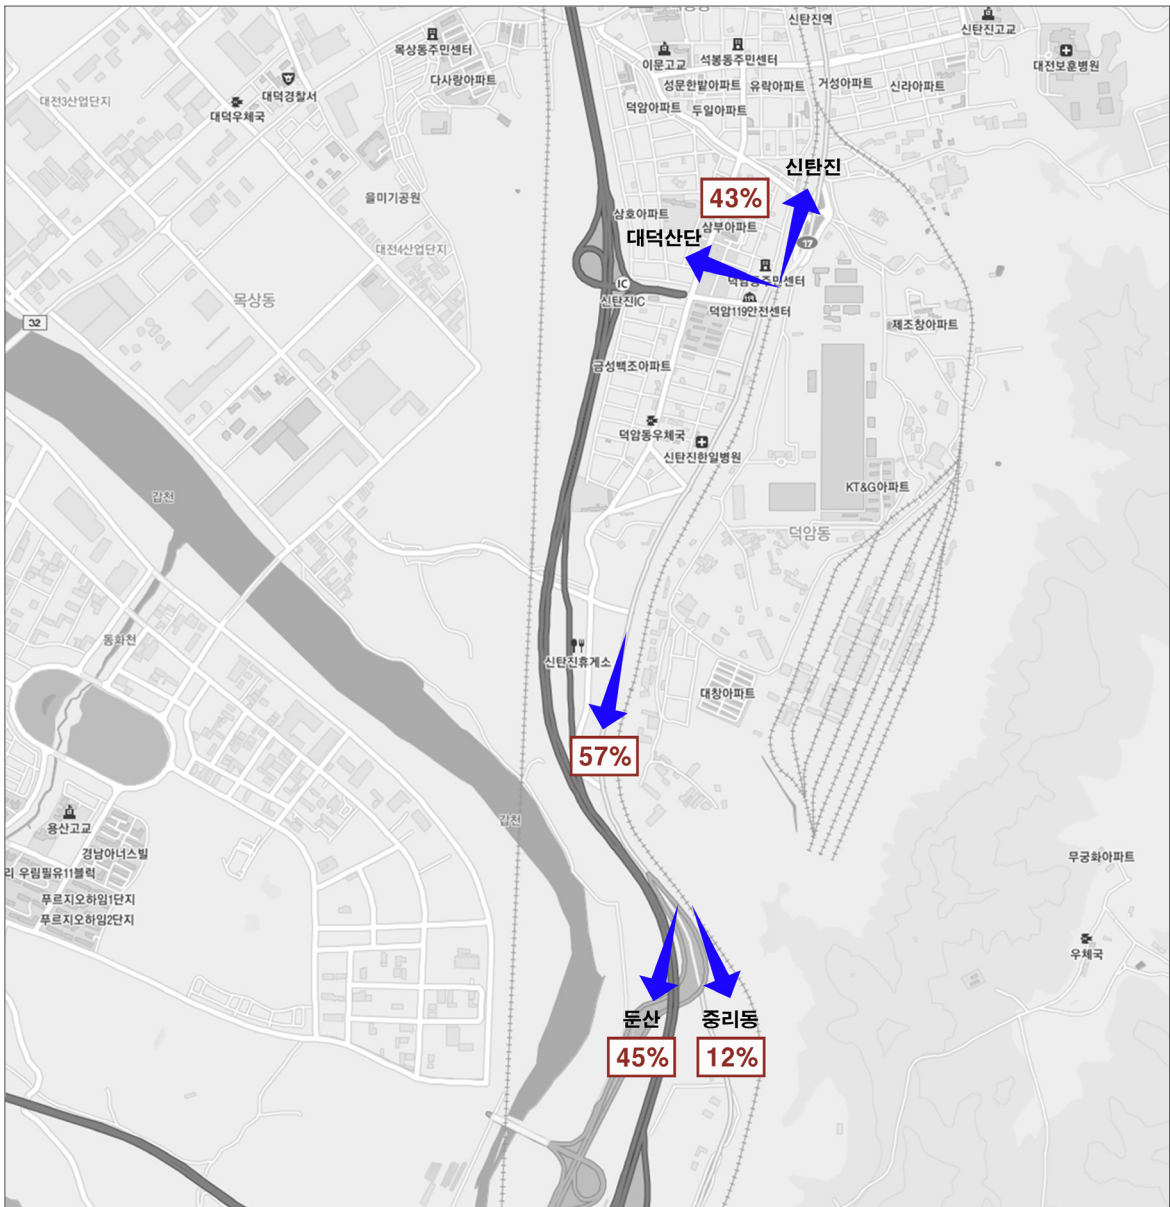 신탄진역
신탄진고교
목상동주민센터
이문고교
석봉동주민센터
대전보훈병원
다사랑아파트
성문한밭아파트
유락아파트
거성아파트
신라아파트
대덕경찰서
대전3산업단지
대덕우체국
덕암아파트
두일아파트
신탄진
43%
을미기공원
삼호아파트
삼부아파트
대덕산단
17
대전4산업단지
덕암동주민센터
IC
신탄진IC
목상동
덕암119안전센터
119
32
제조창아파트
금성백조아파트
덕암동우체국
신탄진한일병원
KT&G아파트
갑천
덕암동
동화천
신탄진휴게소
대창아파트
57%
갑천
용산고교
경남아너스빌
무궁화아파트
리 우림필유11블럭
푸르지오하임1단지
푸르지오하임2단지
우체국
둔산
중리동
45%
12%